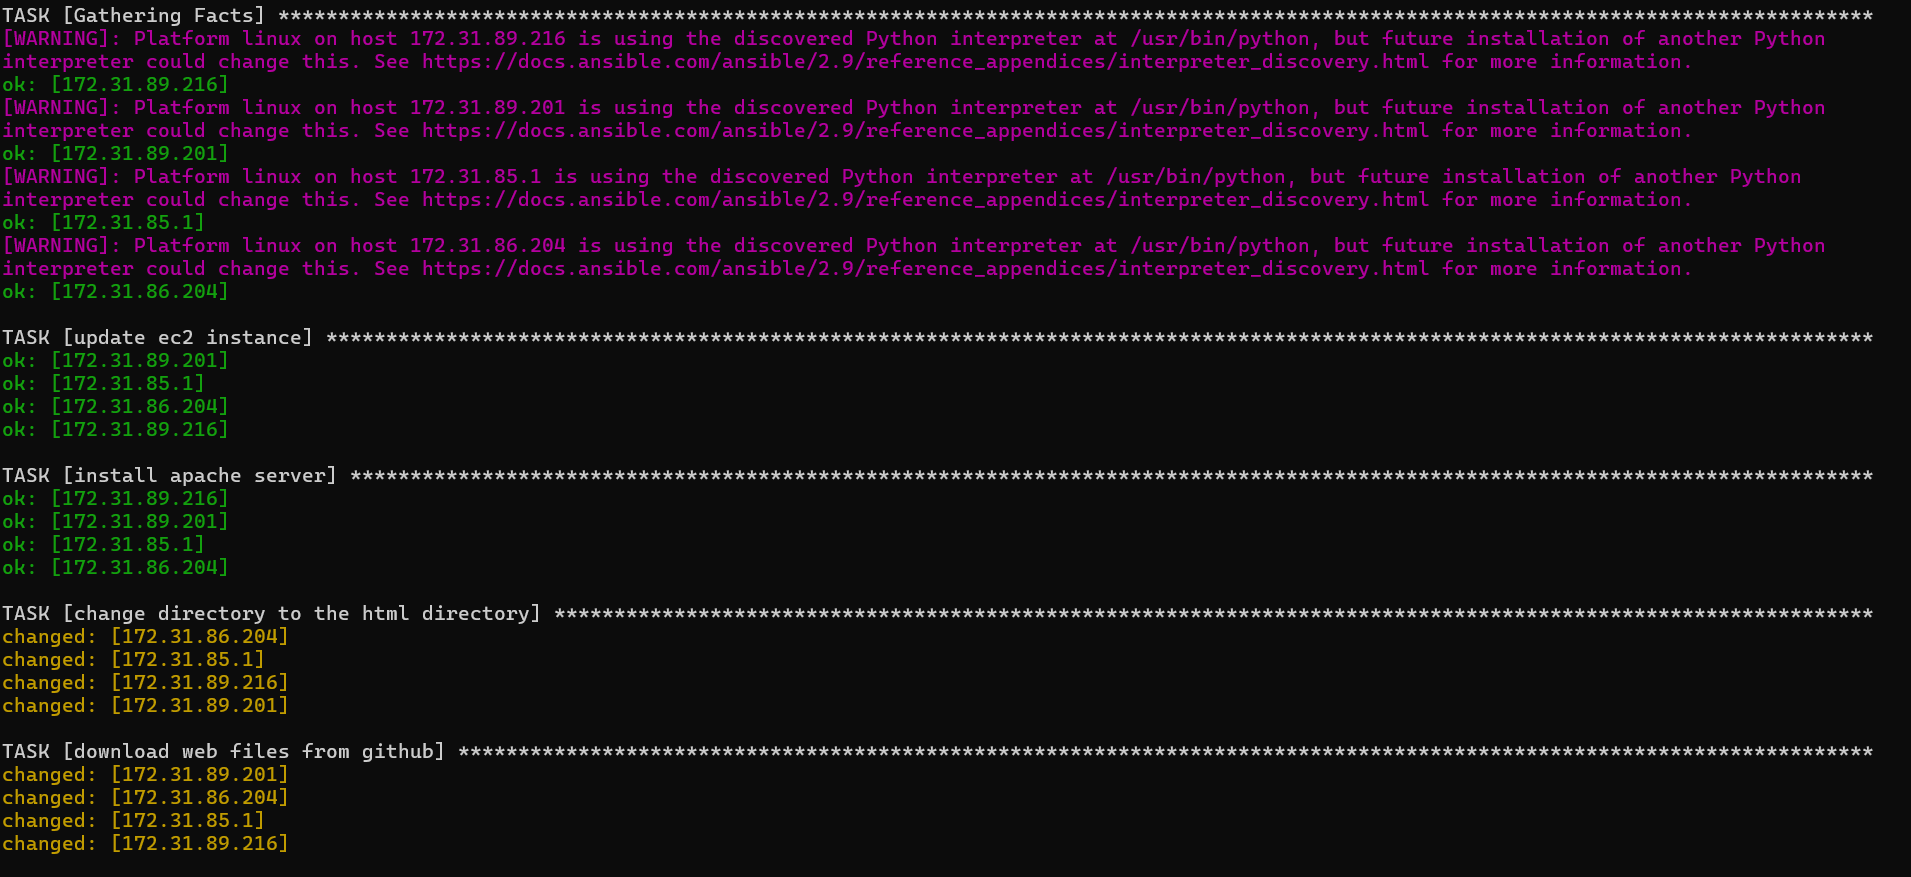 TASK [Gathering Facts] *************************************************************************************************************************************
[WARNING]: Platform linux on host 172.31.89.216 is using the discovered Python interpreter at /usr/bin/python, but future installation of another Python
interpreter could change this. See https://docs.ansible.com/ansible/2.9/reference_appendices/interpreter_discovery.html for more information.
ok: [172.31.89.216]
[WARNING]: Platform linux on host 172.31.89.201 is using the discovered Python interpreter at /usr/bin/python, but future installation of another Python
interpreter could change this. See https://docs.ansible.com/ansible/2.9/reference_appendices/interpreter_discovery.html for more information.
ok: [172.31.89.201]
[WARNING]: Platform linux on host 172.31.85.1 is using the discovered Python interpreter at /usr/bin/python, but future installation of another Python
interpreter could change this. See https://docs.ansible.com/ansible/2.9/reference_appendices/interpreter_discovery.html for more information.
ok: [172.31.85.1]
[WARNING]: Platform linux on host 172.31.86.204 is using the discovered Python interpreter at /usr/bin/python, but future installation of another Python
interpreter could change this. See https://docs.ansible.com/ansible/2.9/reference_appendices/interpreter_discovery.html for more information.
ok: [172.31.86.204]
TASK [update ec2 instance] *********************************************************************************************************************************
ok: [172.31.89.201]
ok: [172.31.85.1]
ok: [172.31.86.204]
ok: [172.31.89.216]
TASK [install apache server] *******************************************************************************************************************************
ok: [172.31.89.216]
ok: [172.31.89.201]
ok: [172.31.85.1]
ok: [172.31.86.204]
TASK [change directory to the html directory] **************************************************************************************************************
changed: [172.31.86.204]
changed: [172.31.85.1]
changed: [172.31.89.216]
changed: [172.31.89.201]
TASK [download web files from github] **********************************************************************************************************************
changed: [172.31.89.201]
changed: [172.31.86.204]
changed: [172.31.85.1]
changed: [172.31.89.216]